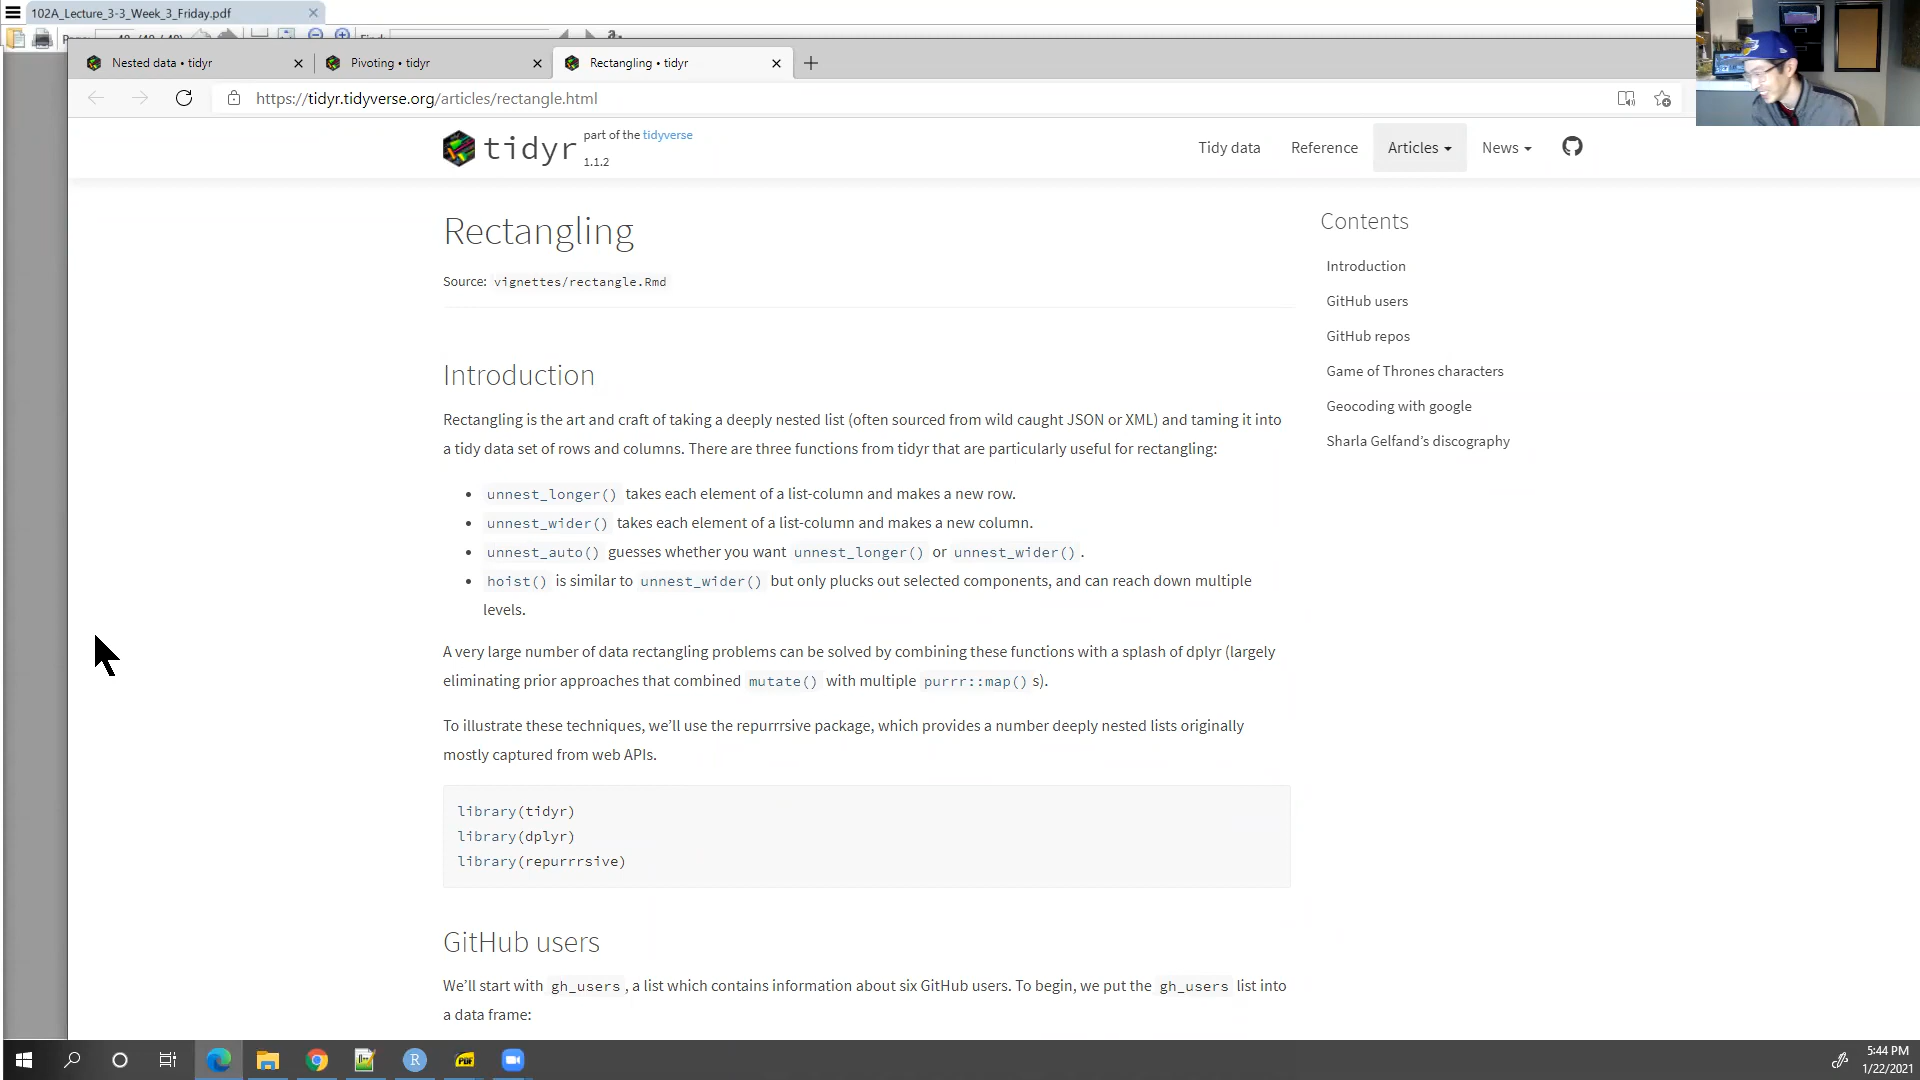 102A_Lecture_3-3_Week_3_Friday.pdf
Nested data • tidyr
Pivoting • tidyr
Rectangling • tidyr
https://tidyr.tidyverse.org/articles/rectangle.html
tidyr
part of the tidyverse
1.1.2
Tidy data
Reference
Articles
News
Rectangling
Source: vignettes/rectangle.Rmd
Introduction
Rectangling is the art and craft of taking a deeply nested list (often sourced from wild caught JSON or XML) and taming it into
a tidy data set of rows and columns. There are three functions from tidyr that are particularly useful for rectangling:
• unnest_longer() takes each element of a list-column and makes a new row.
• unnest_wider() takes each element of a list-column and makes a new column.
• unnest_auto() guesses whether you want unnest_longer() or unnest_wider().
• hoist() is similar to unnest_wider() but only plucks out selected components, and can reach down multiple
levels.
A very large number of data rectangling problems can be solved by combining these functions with a splash of dplyr (largely
eliminating prior approaches that combined mutate() with multiple purrr::map()s).
To illustrate these techniques, we’ll use the repurrrsive package, which provides a number deeply nested lists originally
mostly captured from web APIs.
library(tidyr)
library(dplyr)
library(repurrrsive)
GitHub users
We’ll start with gh_users, a list which contains information about six GitHub users. To begin, we put the gh_users list into
a data frame:
Contents
Introduction
GitHub users
GitHub repos
Game of Thrones characters
Geocoding with google
Sharla Gelfand’s discography
R
PDF
5:44 PM
1/22/2021